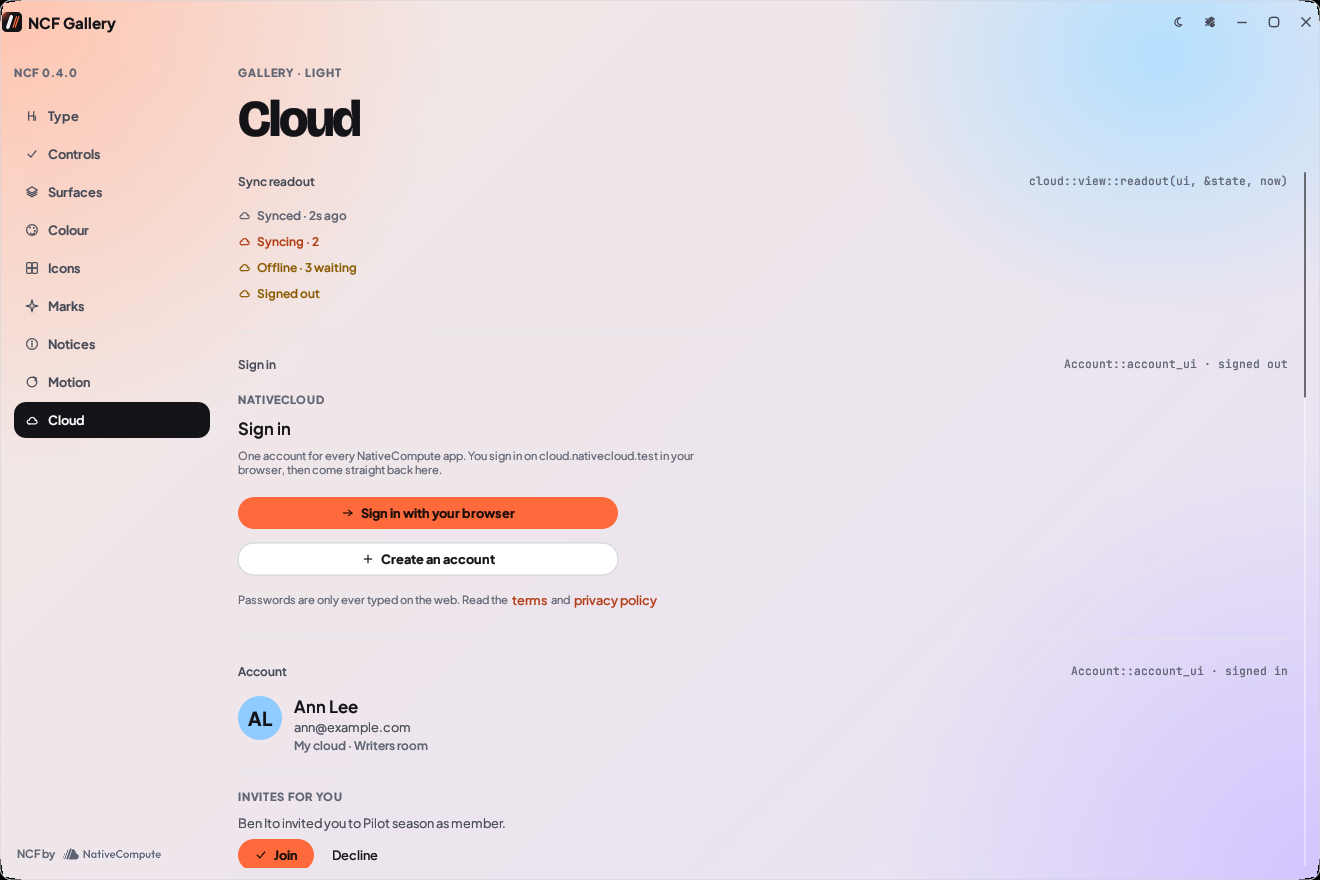 NCF Gallery
NCF 0.4.0
Type
Controls
Surfaces
Colour
Icons
Marks
Notices
Motion
Cloud
NCF by NativeCompute
GALLERY · LIGHT
Cloud
Sync readout
cloud::view::readout(ui, &state, now)
Synced · 2s ago
Syncing · 2
Offline · 3 waiting
Signed out
Sign in
Account::account_ui · signed out
NATIVECLOUD
Sign in
One account for every NativeCompute app. You sign in on cloud.nativecloud.test in your
browser, then come straight back here.
Sign in with your browser
Create an account
Passwords are only ever typed on the web. Read the terms and privacy policy
Account
Account::account_ui · signed in
AL
Ann Lee
ann@example.com
My cloud · Writers room
INVITES FOR YOU
Ben Ito invited you to Pilot season as member.
Join
Decline